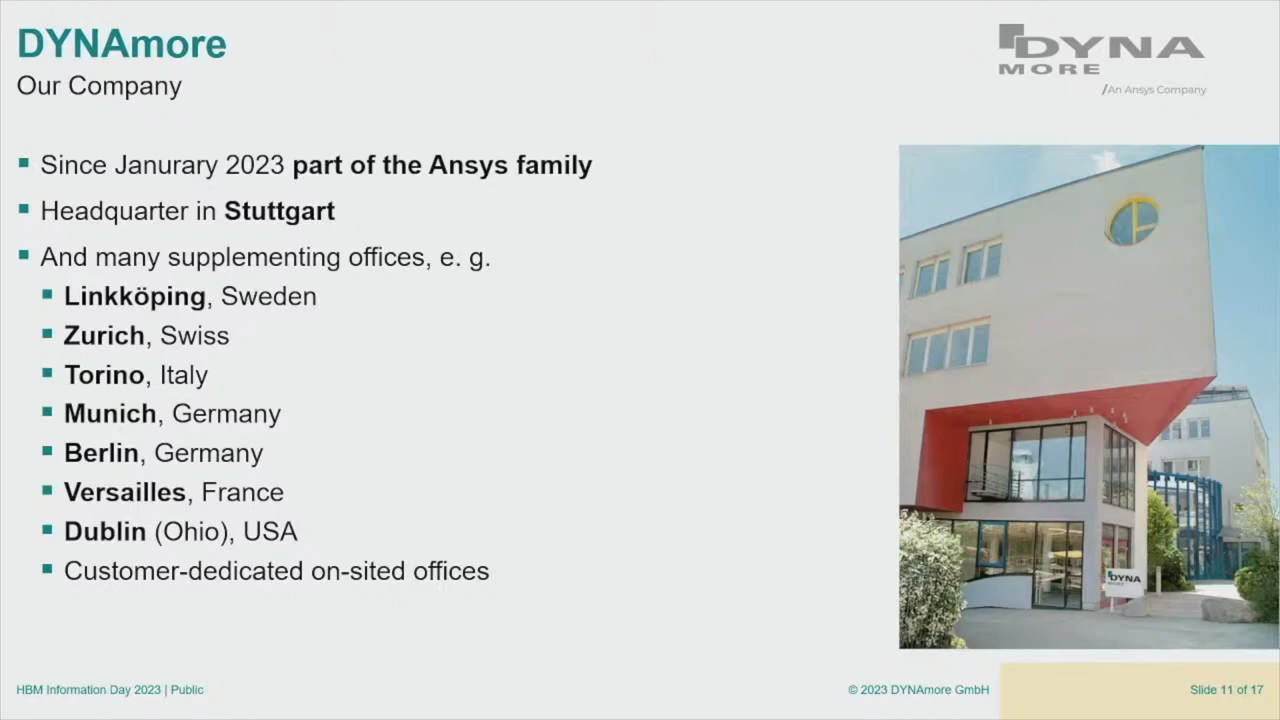 DYNAmore
Our Company
DYNA
MORE
/An Ansys Company
Since Janurary 2023 part of the Ansys family
Headquarter in Stuttgart
And many supplementing offices, e. g.
Linkköping, Sweden
Zurich, Swiss
Torino, Italy
Munich, Germany
Berlin, Germany
Versailles, France
Dublin (Ohio), USA
Customer-dedicated on-sited offices
DYNA
MORE
HBM Information Day 2023 | Public
© 2023 DYNAmore GmbH
Slide 11 of 17